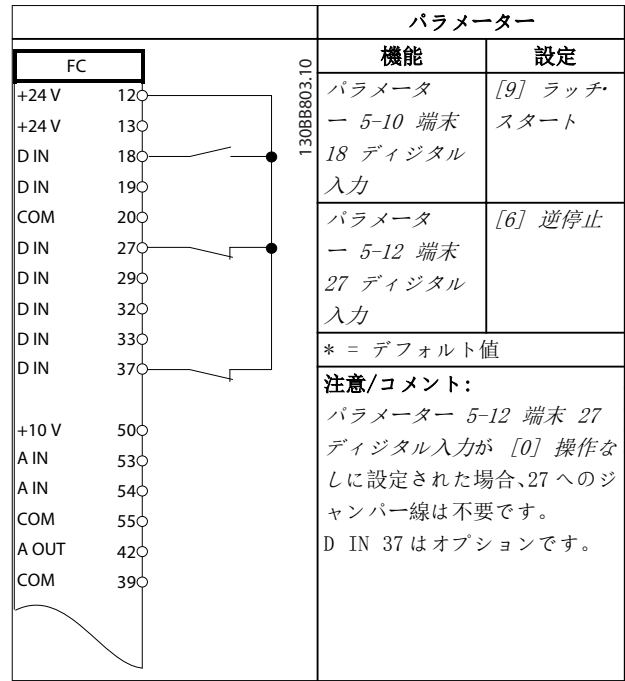 パラメーター
機能 設定
FC
+24 V 12
+24 V 13
D IN 18
D IN 19
COM 20
D IN 27
D IN 29
D IN 32
D IN 33
D IN 37
+10 V 50
A IN 53
A IN 54
COM 55
A OUT 42
COM 39
130BB803.10
パラメータ
ー 5-10 端末
18 ディジタル
入力
[9] ラッチ・
スタート
パラメータ
ー 5-12 端末
27 ディジタル
入力
[6] 逆停止
* = デフォルト値
注意/コメント:
パラメーター 5-12 端末 27
ディジタル入力が [0] 操作な
しに設定された場合、27 へのジ
ャンパー線は不要です。
D IN 37 はオプションです。